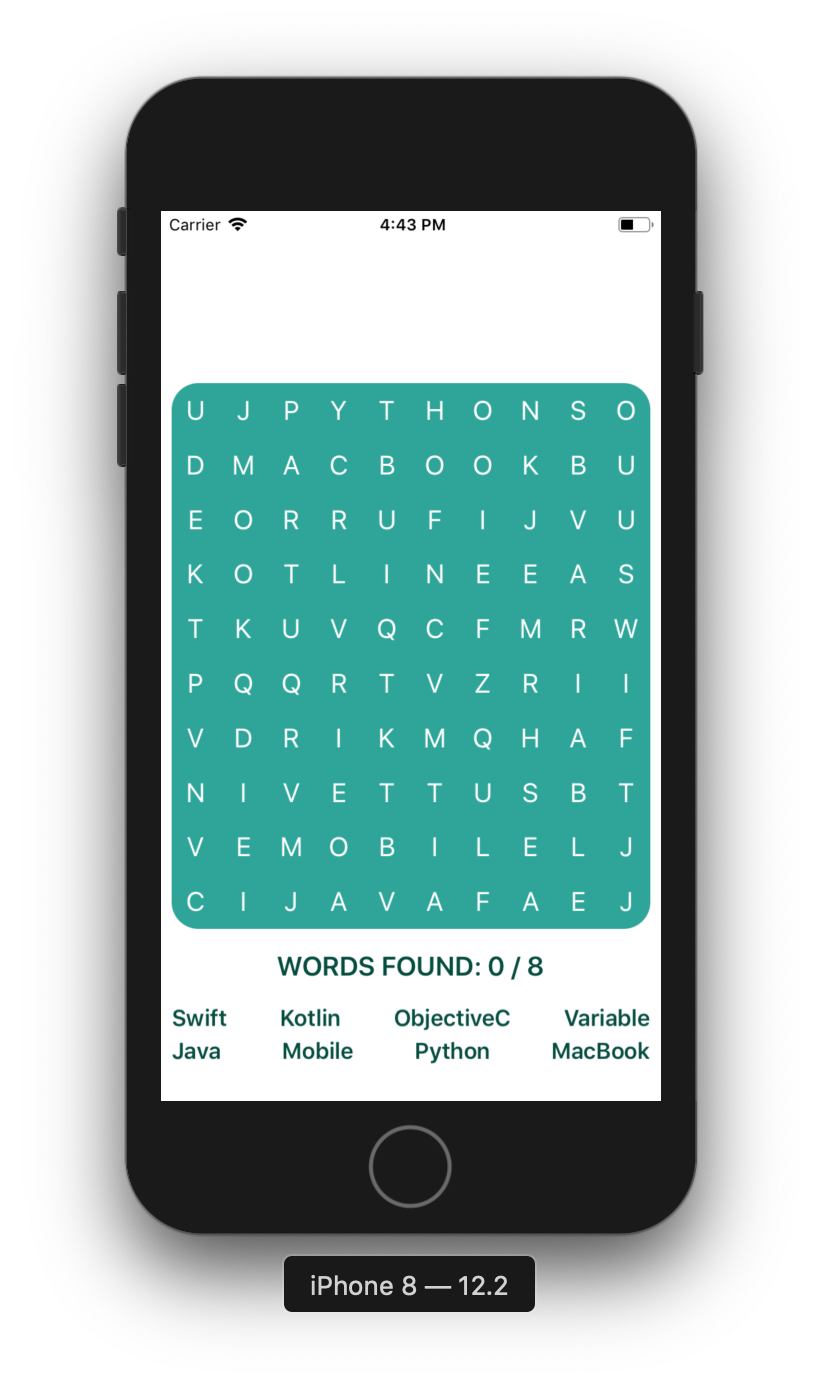 Carrier 4:43 PM
U J P Y T H O N S O
D M A C B O O K B U
E O R R U F I J V U
K O T L I N E E A S
T K U V Q C F M R W
P Q Q R T V Z R I I
V D R I K M Q H A F
N I V E T T U S B T
V E M O B I L E L J
C I J A V A F A E J
WORDS FOUND: 0 / 8
Swift Kotlin ObjectiveC Variable
Java Mobile Python MacBook
iPhone 8 — 12.2